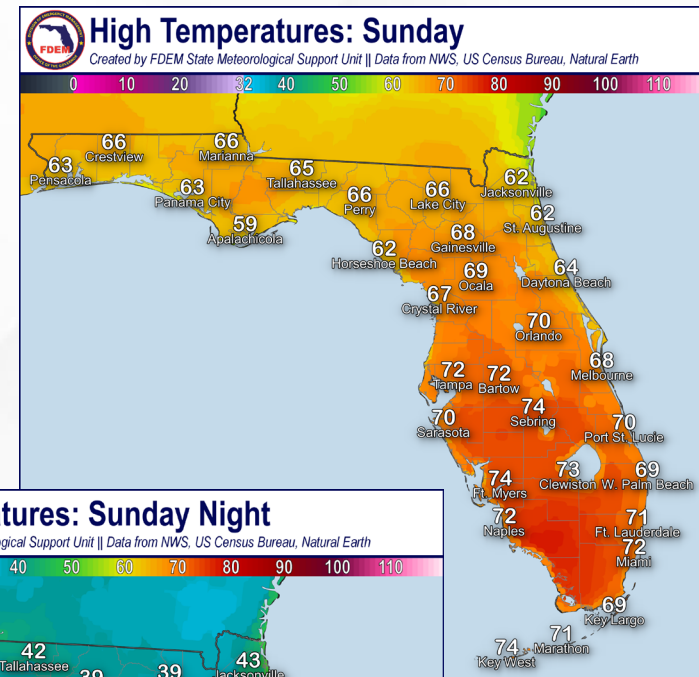 FDEM
High Temperatures: Sunday
Created by FDEM State Meteorological Support Unit || Data from NWS, US Census Bureau, Natural Earth
0 10 20 32 40 50 60 70 80 90 100 110
66
Crestview
66
Marianna
63
Pensacola
65
Tallahassee
63
Panama City
66
Perry
66
Lake City
62
Jacksonville
59
Apalachicola
62
St. Augustine
68
Gainesville
62
Horseshoe Beach
69
Ocala
64
Daytona Beach
67
Crystal River
70
Orlando
68
Melbourne
72
Tampa
72
Bartow
74
Sebring
70
Sarasota
70
Port St. Lucie
74
Ft. Myers
73
Clewiston
69
W. Palm Beach
72
Naples
71
Ft. Lauderdale
72
Miami
69
Key Largo
71
Marathon
74
Key West
tures: Sunday Night
gical Support Unit || Data from NWS, US Census Bureau, Natural Earth
40 50 60 70 80 90 100 110
42
Tallahassee
39
39
43
Jacksonville